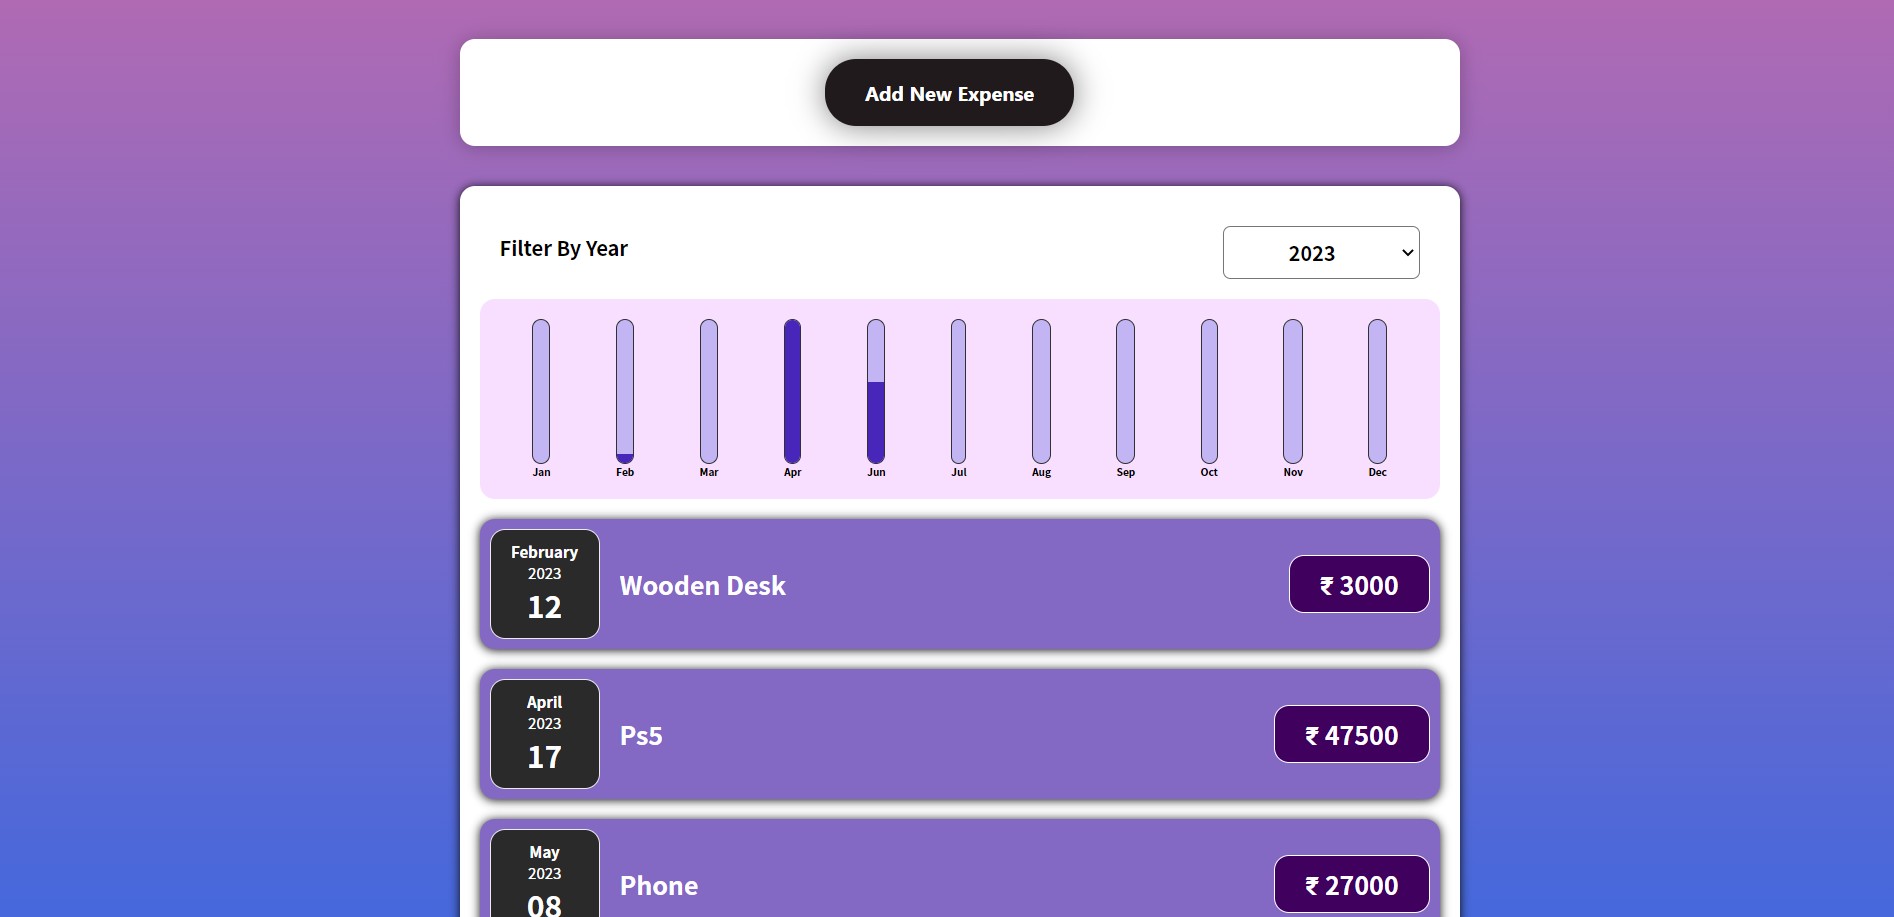 Add New Expense
Filter By Year
2023
Jan Feb Mar Apr Jun Jul Aug Sep Oct Nov Dec
February
2023
12
Wooden Desk
₹ 3000
April
2023
17
Ps5
₹ 47500
May
2023
08
Phone
₹ 27000